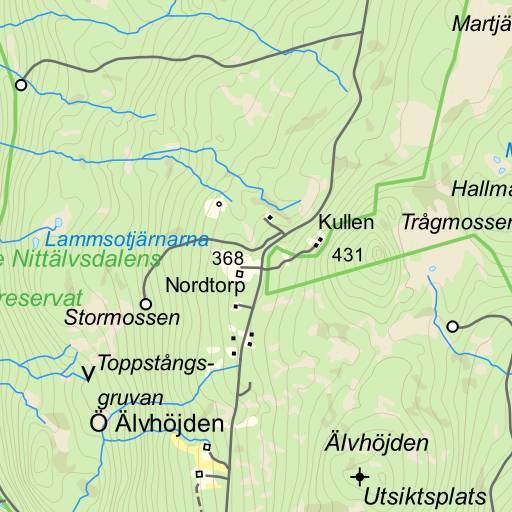 Martjä
M
Hallma
Kullen
Trågmossen
Lammsotjärnarna
368
431
e Nittälvsdalens
reservat
Nordtorp
Stormossen
Toppstångs-
gruvan
Ö Älvhöjden
Älvhöjden
Utsiktsplats